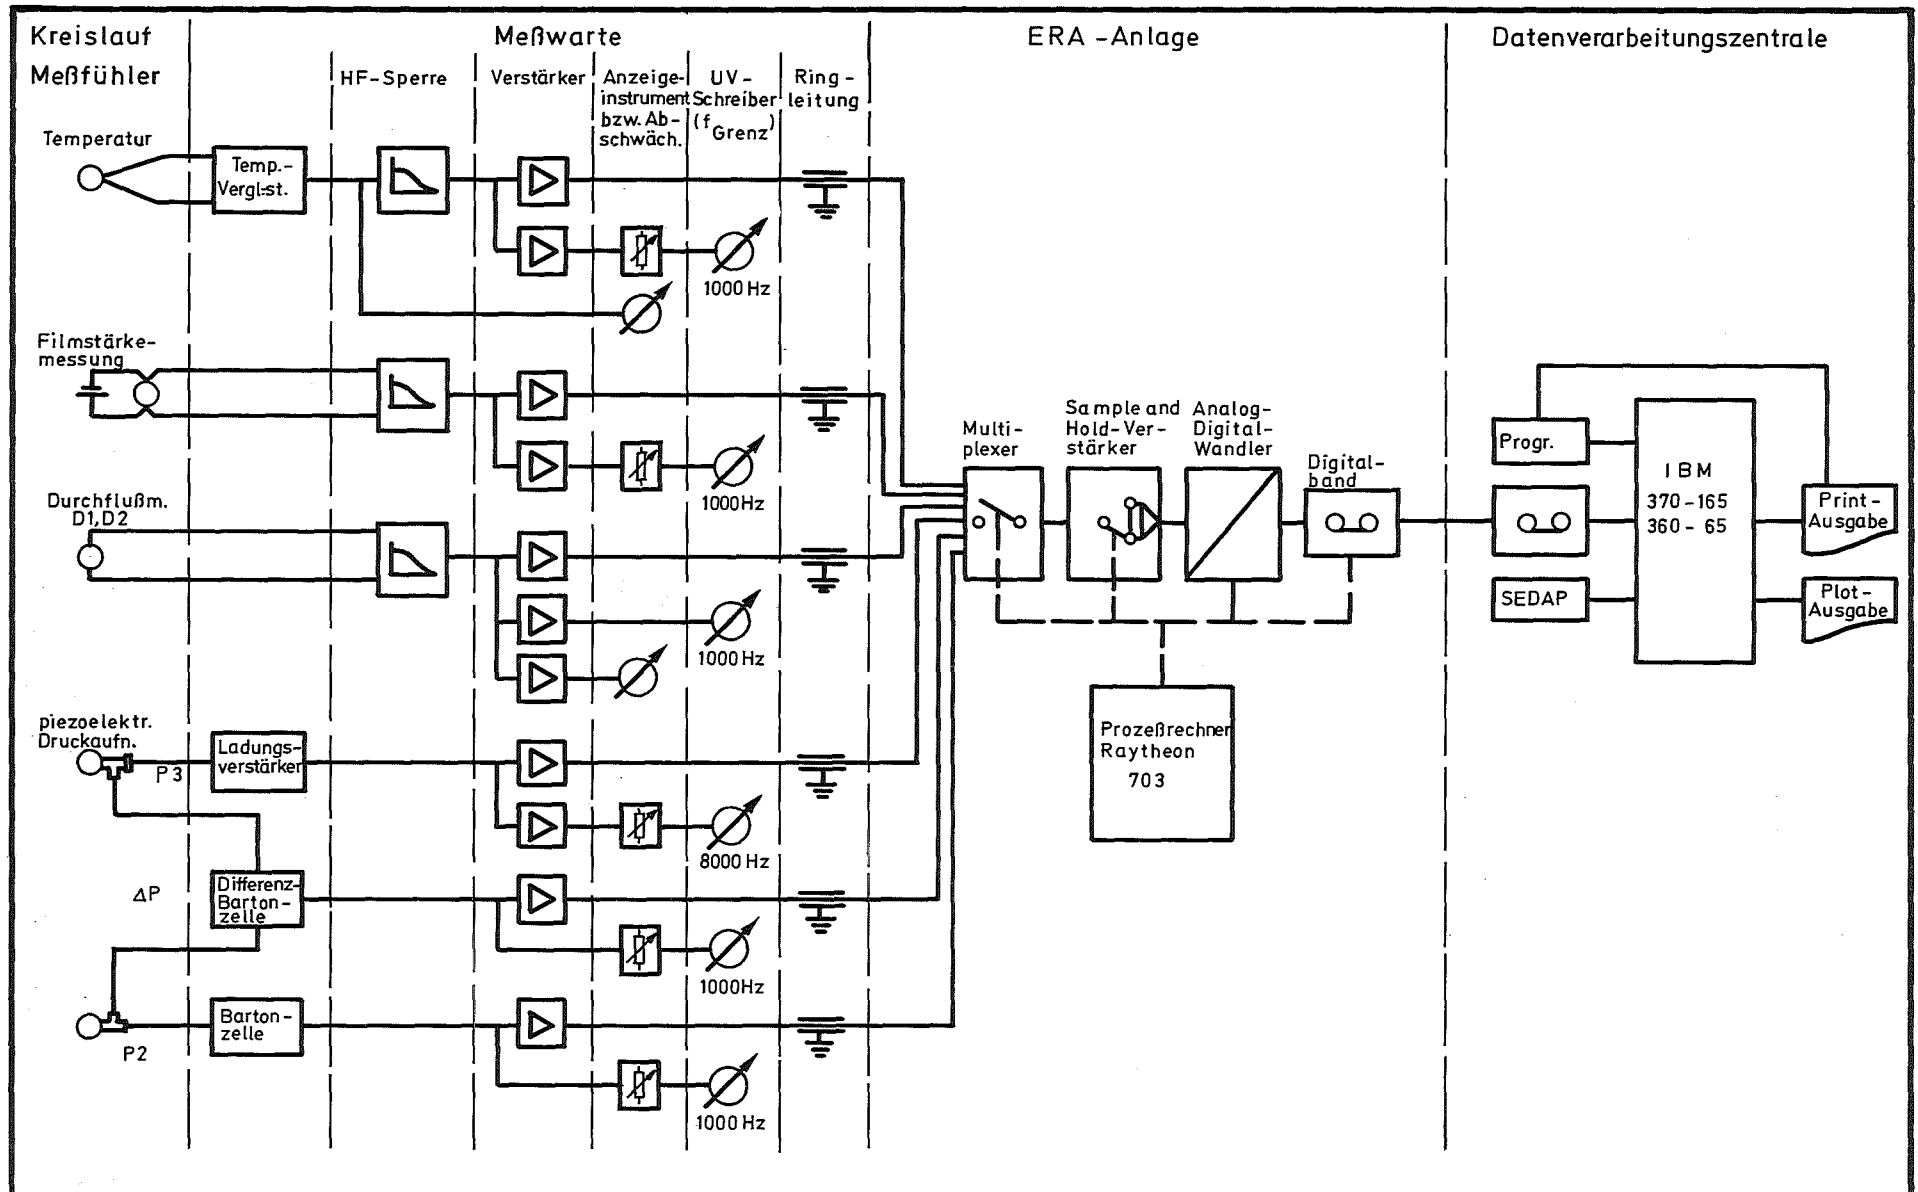 Kreislauf
Meßfühler
Meßwarte
ERA -Anlage
Datenverarbeitungszentrale
HF-Sperre
Verstärker
Anzeige-
instrument
bzw. Ab-
schwäch.
UV-
Schreiber
(f Grenz)
Ring-
leitung
Temperatur
Temp.-
Vergl-st.
1000 Hz
Filmstärke-
messung
1000Hz
Durchflußm.
D1,D2
1000 Hz
piezoelektr.
Druckaufn.
P3
Ladungs-
verstärker
8000 Hz
ΔP
Differenz-
Barton-
zelle
1000Hz
P2
Barton-
zelle
1000 Hz
Multi-
plexer
Sample and
Hold-Ver-
stärker
Analog-
Digital-
Wandler
Digital-
band
Prozeßrechner
Raytheon
703
Progr.
SEDAP
IBM
370-165
360-65
Print-
Ausgabe
Plot-
Ausgabe